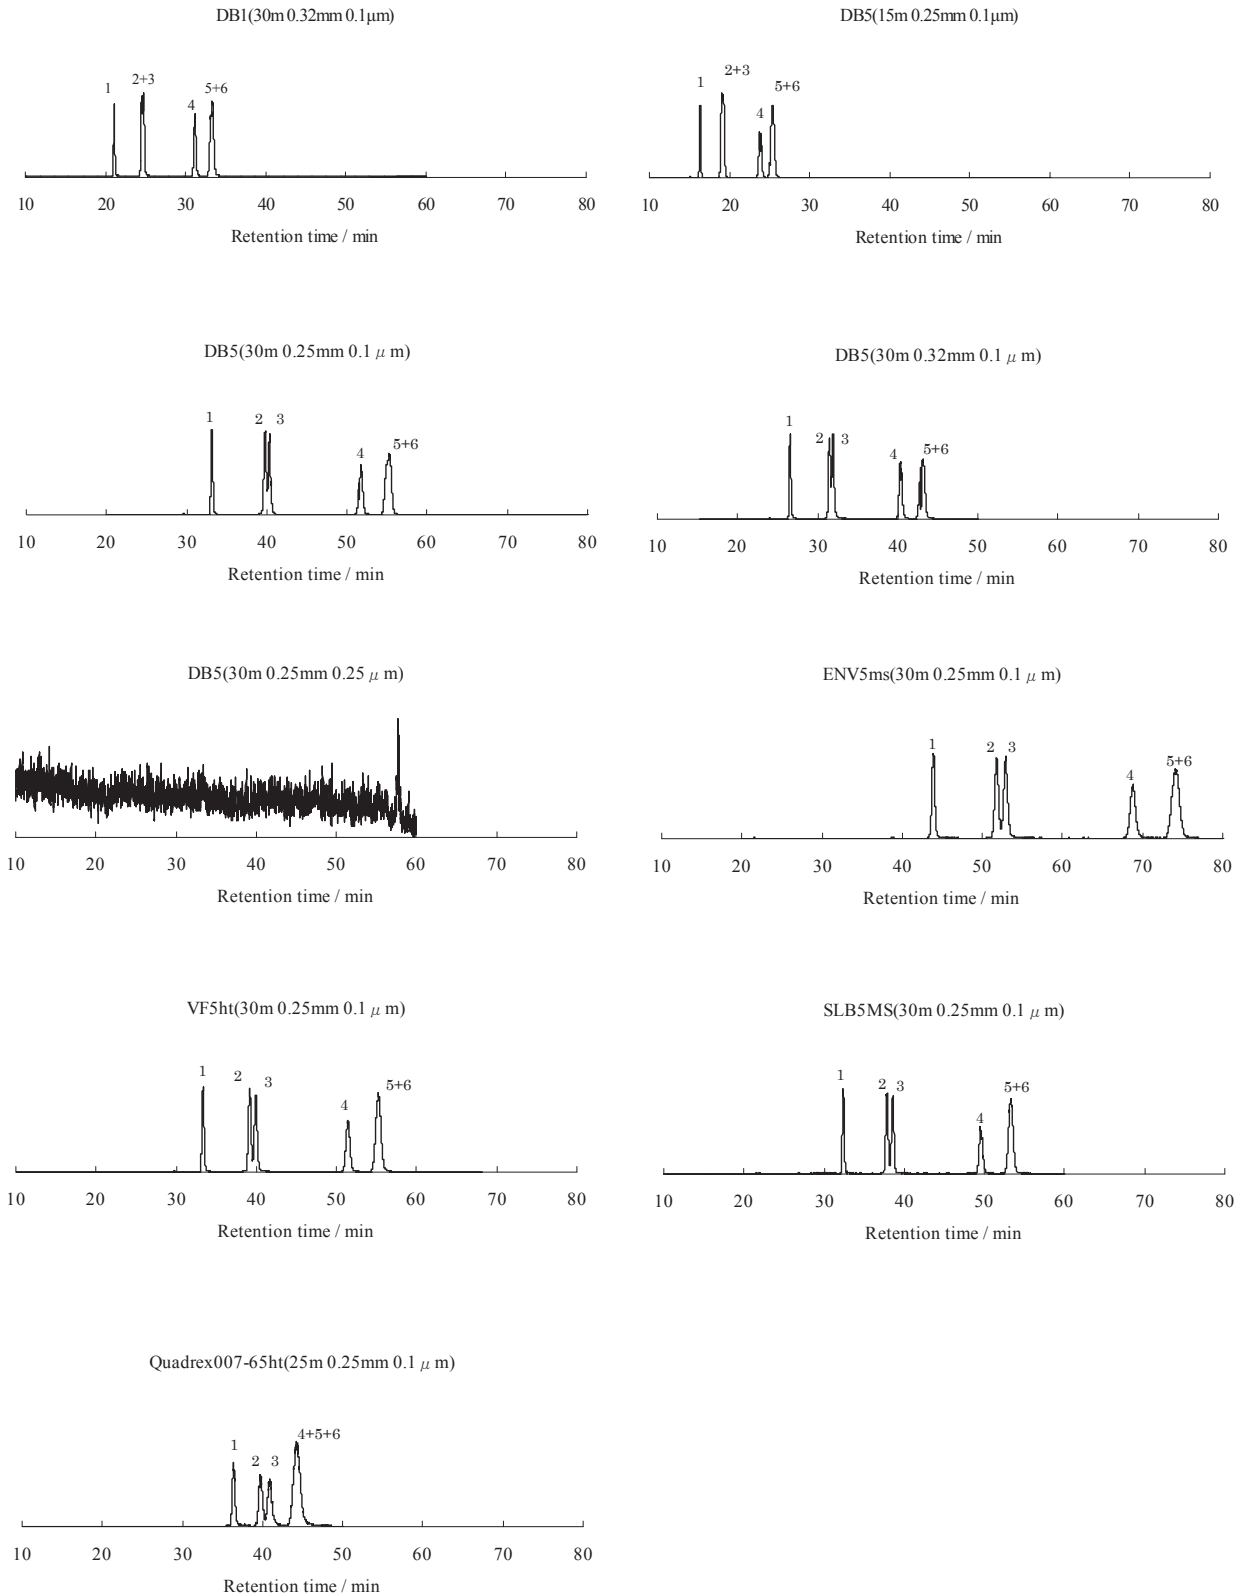 DB1(30m 0.32mm 0.1μm)
1
2+3
4
5+6
10 20 30 40 50 60 70 80
Retention time / min
DB5(15m 0.25mm 0.1μm)
1
2+3
4
5+6
10 20 30 40 50 60 70 80
Retention time / min
DB5(30m 0.25mm 0.1 μ m)
1
2 3
4
5+6
10 20 30 40 50 60 70 80
Retention time / min
DB5(30m 0.32mm 0.1 μ m)
1
2 3
4
5+6
10 20 30 40 50 60 70 80
Retention time / min
DB5(30m 0.25mm 0.25 μ m)
10 20 30 40 50 60 70 80
Retention time / min
ENV5ms(30m 0.25mm 0.1 μ m)
1
2 3
4
5+6
10 20 30 40 50 60 70 80
Retention time / min
VF5ht(30m 0.25mm 0.1 μ m)
1
2 3
4
5+6
10 20 30 40 50 60 70 80
Retention time / min
SLB5MS(30m 0.25mm 0.1 μ m)
1
2 3
4
5+6
10 20 30 40 50 60 70 80
Retention time / min
Quadrex007-65ht(25m 0.25mm 0.1 μ m)
1
2 3
4+5+6
10 20 30 40 50 60 70 80
Retention time / min